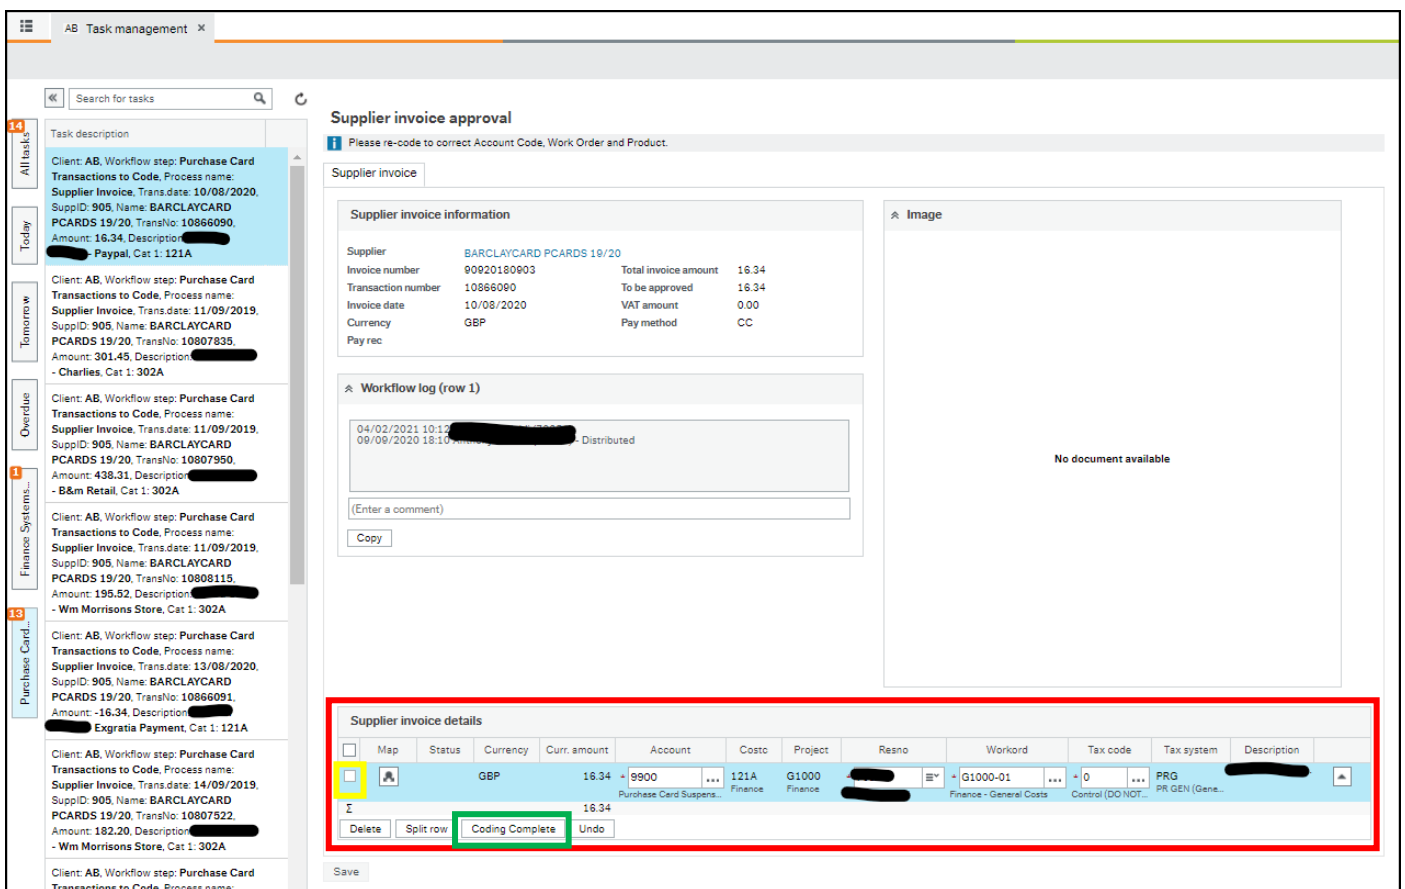 AB Task management ×
Search for tasks
Task description
14
All tasks
Today
Tomorrow
Overdue
1
Finance Systems...
13
Purchase Card...
Client: AB, Workflow step: Purchase Card
Transactions to Code, Process name:
Supplier Invoice, Trans.date: 10/08/2020,
SuppID: 905, Name: BARCLAYCARD
PCARDS 19/20, TransNo: 10866090,
Amount: 16.34, Description
- Paypal, Cat 1: 121A
Client: AB, Workflow step: Purchase Card
Transactions to Code, Process name:
Supplier Invoice, Trans.date: 11/09/2019,
SuppID: 905, Name: BARCLAYCARD
PCARDS 19/20, TransNo: 10807835,
Amount: 301.45, Description:
- Charlies, Cat 1: 302A
Client: AB, Workflow step: Purchase Card
Transactions to Code, Process name:
Supplier Invoice, Trans.date: 11/09/2019,
SuppID: 905, Name: BARCLAYCARD
PCARDS 19/20, TransNo: 10807950,
Amount: 438.31, Description
- B&m Retail, Cat 1: 302A
Client: AB, Workflow step: Purchase Card
Transactions to Code, Process name:
Supplier Invoice, Trans.date: 11/09/2019,
SuppID: 905, Name: BARCLAYCARD
PCARDS 19/20, TransNo: 10808115,
Amount: 195.52, Description:
- Wm Morrisons Store, Cat 1: 302A
Client: AB, Workflow step: Purchase Card
Transactions to Code, Process name:
Supplier Invoice, Trans.date: 13/08/2020,
SuppID: 905, Name: BARCLAYCARD
PCARDS 19/20, TransNo: 10866091,
Amount: -16.34, Description
Exgratia Payment, Cat 1: 121A
Client: AB, Workflow step: Purchase Card
Transactions to Code, Process name:
Supplier Invoice, Trans.date: 14/09/2019,
SuppID: 905, Name: BARCLAYCARD
PCARDS 19/20, TransNo: 10807522,
Amount: 182.20, Description
- Wm Morrisons Store, Cat 1: 302A
Client: AB, Workflow step: Purchase Card
Transactions to Code, Process name:
Supplier invoice approval
Please re-code to correct Account Code, Work Order and Product.
Supplier invoice
Supplier invoice information
Supplier BARCLAYCARD PCARDS 19/20
Invoice number 90920180903 Total invoice amount 16.34
Transaction number 10866090 To be approved 16.34
Invoice date 10/08/2020 VAT amount 0.00
Currency GBP Pay method CC
Pay rec
Workflow log (row 1)
04/02/2021 10:12
09/09/2020 18:10 - Distributed
(Enter a comment)
Copy
Image
No document available
Supplier invoice details
Map Status Currency Curr. amount Account Costc Project Resno Workord Tax code Tax system Description
GBP 16.34 * 9900 ... 121A G1000 * * G1000-01 ... * 0 ... PRG
Purchase Card Suspens... Finance Finance Finance - General Costs Control (DO NOT... PR GEN (Gene...
Σ 16.34
Delete Split row Coding Complete Undo
Save